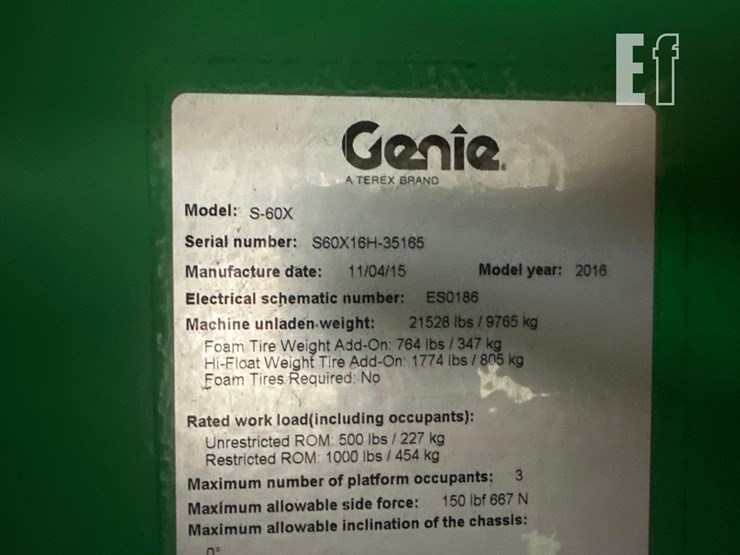 Ef
Genie
A TEREX BRAND
Model: S-60X
Serial number: S60X16H-35165
Manufacture date: 11/04/15 Model year: 2016
Electrical schematic number: ES0186
Machine unladen weight: 21528 lbs / 9765 kg
Foam Tire Weight Add-On: 764 lbs / 347 kg
Hi-Float Weight Tire Add-On: 1774 lbs / 805 kg
Foam Tires Required: No
Rated work load(including occupants):
Unrestricted ROM: 500 lbs / 227 kg
Restricted ROM: 1000 lbs / 454 kg
Maximum number of platform occupants: 3
Maximum allowable side force: 150 lbf 667 N
Maximum allowable inclination of the chassis:
0°